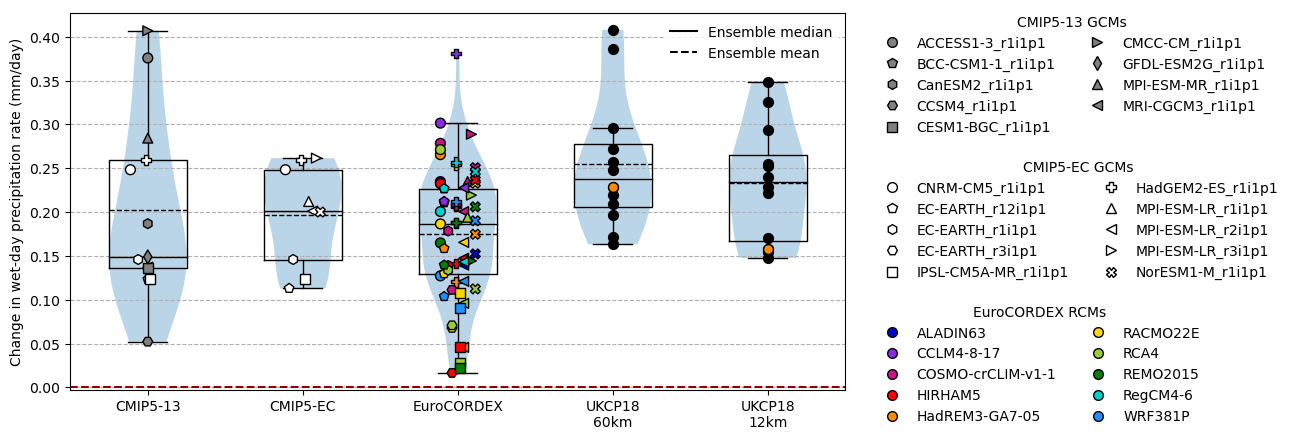 Change in wet-day precipitation rate (mm/day)
0.40
0.35
0.30
0.25
0.20
0.15
0.10
0.05
0.00
CMIP5-13
CMIP5-EC
EuroCORDEX
UKCP18
60km
UKCP18
12km
Ensemble median
Ensemble mean
CMIP5-13 GCMs
ACCESS1-3_r1i1p1
BCC-CSM1-1_r1i1p1
CanESM2_r1i1p1
CCSM4_r1i1p1
CESM1-BGC_r1i1p1
CMCC-CM_r1i1p1
GFDL-ESM2G_r1i1p1
MPI-ESM-MR_r1i1p1
MRI-CGCM3_r1i1p1
CMIP5-EC GCMs
CNRM-CM5_r1i1p1
EC-EARTH_r12i1p1
EC-EARTH_r1i1p1
EC-EARTH_r3i1p1
IPSL-CM5A-MR_r1i1p1
HadGEM2-ES_r1i1p1
MPI-ESM-LR_r1i1p1
MPI-ESM-LR_r2i1p1
MPI-ESM-LR_r3i1p1
NorESM1-M_r1i1p1
EuroCORDEX RCMs
ALADIN63
CCLM4-8-17
COSMO-crCLIM-v1-1
HIRHAM5
HadREM3-GA7-05
RACMO22E
RCA4
REMO2015
RegCM4-6
WRF381P